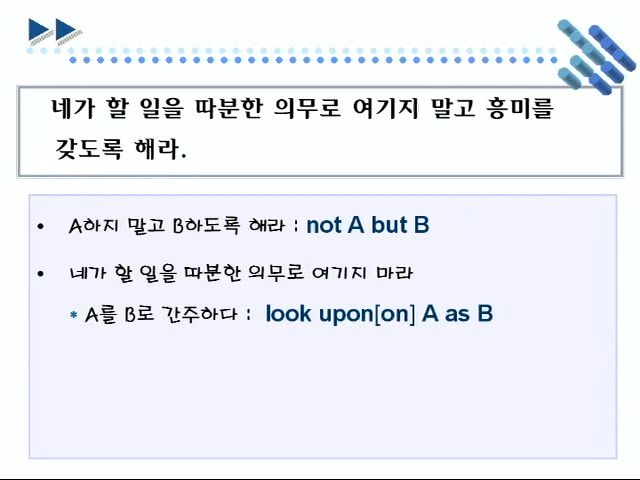 네가 할 일을 따분한 의무로 여기지 말고 흥미를
갖도록 해라.
• A하지 말고 B하도록 해라 : not A but B
• 네가 할 일을 따분한 의무로 여기지 마라
* A를 B로 간주하다 : look upon[on] A as B